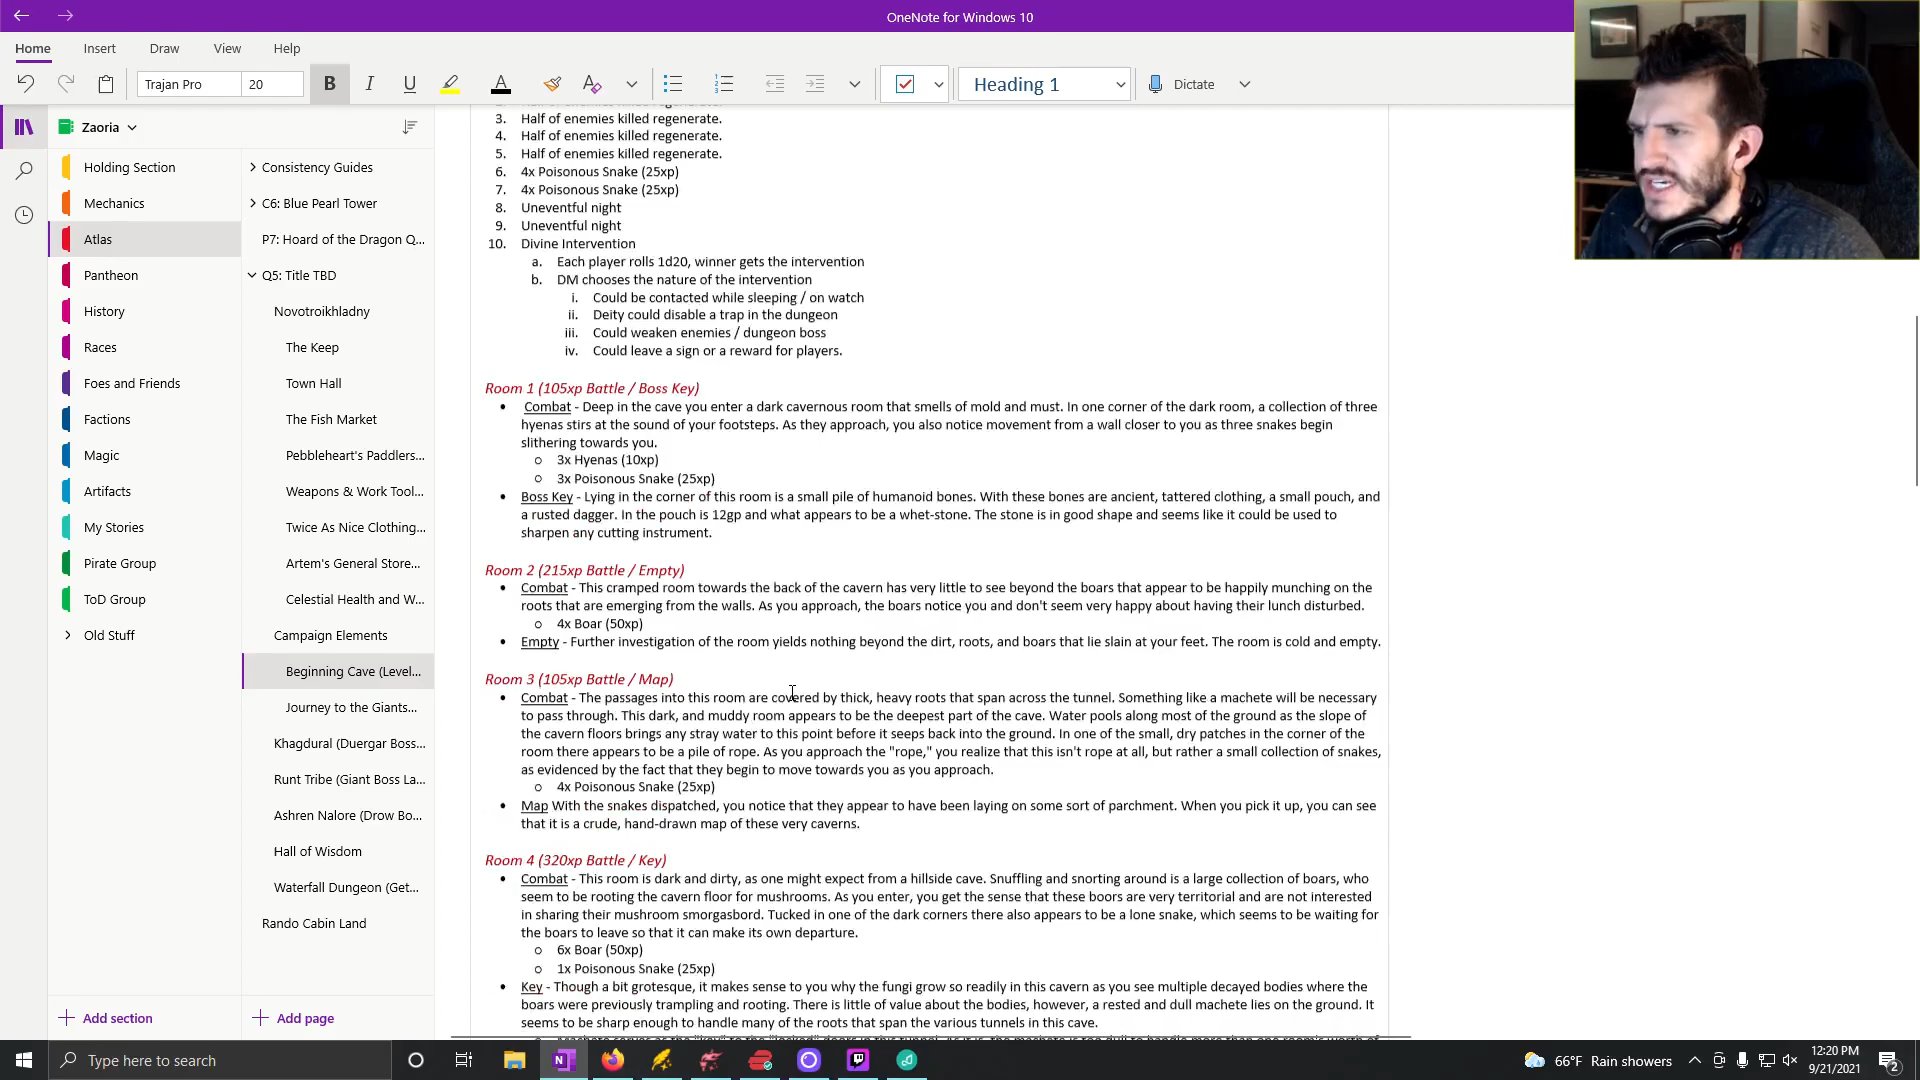 OneNote for Windows 10
Home
Insert
Draw
View
Help
Trajan Pro
20
B
I
U
A
Heading 1
Dictate
Zaoria
Holding Section
Mechanics
Atlas
Pantheon
History
Races
Foes and Friends
Factions
Magic
Artifacts
My Stories
Pirate Group
ToD Group
Old Stuff
Add section
Consistency Guides
C6: Blue Pearl Tower
P7: Hoard of the Dragon Q...
Q5: Title TBD
Novotroikhladny
The Keep
Town Hall
The Fish Market
Pebbleheart's Paddlers...
Weapons & Work Tool...
Twice As Nice Clothing...
Artem's General Store...
Celestial Health and W...
Campaign Elements
Beginning Cave (Level...
Journey to the Giants...
Khagdural (Duergar Boss...
Runt Tribe (Giant Boss La...
Ashren Nalore (Drow Bo...
Hall of Wisdom
Waterfall Dungeon (Get...
Rando Cabin Land
Add page
2. Half of enemies killed regenerate.
3. Half of enemies killed regenerate.
4. Half of enemies killed regenerate.
5. Half of enemies killed regenerate.
6. 4x Poisonous Snake (25xp)
7. 4x Poisonous Snake (25xp)
8. Uneventful night
9. Uneventful night
10. Divine Intervention
a. Each player rolls 1d20, winner gets the intervention
b. DM chooses the nature of the intervention
i. Could be contacted while sleeping / on watch
ii. Deity could disable a trap in the dungeon
iii. Could weaken enemies / dungeon boss
iv. Could leave a sign or a reward for players.
Room 1 (105xp Battle / Boss Key)
Combat - Deep in the cave you enter a dark cavernous room that smells of mold and must. In one corner of the dark room, a collection of three
hyenas stirs at the sound of your footsteps. As they approach, you also notice movement from a wall closer to you as three snakes begin
slithering towards you.
3x Hyenas (10xp)
3x Poisonous Snake (25xp)
Boss Key - Lying in the corner of this room is a small pile of humanoid bones. With these bones are ancient, tattered clothing, a small pouch, and
a rusted dagger. In the pouch is 12gp and what appears to be a whet-stone. The stone is in good shape and seems like it could be used to
sharpen any cutting instrument.
Room 2 (215xp Battle / Empty)
Combat - This cramped room towards the back of the cavern has very little to see beyond the boars that appear to be happily munching on the
roots that are emerging from the walls. As you approach, the boars notice you and don't seem very happy about having their lunch disturbed.
4x Boar (50xp)
Empty - Further investigation of the room yields nothing beyond the dirt, roots, and boars that lie slain at your feet. The room is cold and empty.
Room 3 (105xp Battle / Map)
Combat - The passages into this room are covered by thick, heavy roots that span across the tunnel. Something like a machete will be necessary
to pass through. This dark, and muddy room appears to be the deepest part of the cave. Water pools along most of the ground as the slope of
the cavern floors brings any stray water to this point before it seeps back into the ground. In one of the small, dry patches in the corner of the
room there appears to be a pile of rope. As you approach the "rope," you realize that this isn't rope at all, but rather a small collection of snakes,
as evidenced by the fact that they begin to move towards you as you approach.
4x Poisonous Snake (25xp)
Map With the snakes dispatched, you notice that they appear to have been laying on some sort of parchment. When you pick it up, you can see
that it is a crude, hand-drawn map of these very caverns.
Room 4 (320xp Battle / Key)
Combat - This room is dark and dirty, as one might expect from a hillside cave. Snuffling and snorting around is a large collection of boars, who
seem to be rooting the cavern floor for mushrooms. As you enter, you get the sense that these boors are very territorial and are not interested
in sharing their mushroom smorgasbord. Tucked in one of the dark corners there also appears to be a lone snake, which seems to be waiting for
the boars to leave so that it can make its own departure.
6x Boar (50xp)
1x Poisonous Snake (25xp)
Key - Though a bit grotesque, it makes sense to you why the fungi grow so readily in this cavern as you see multiple decayed bodies where the
boars were previously trampling and rooting. There is little of value about the bodies, however, a rested and dull machete lies on the ground. It
seems to be sharp enough to handle many of the roots that span the various tunnels in this cave.
Type here to search
66°F Rain showers
12:20 PM
9/21/2021
2